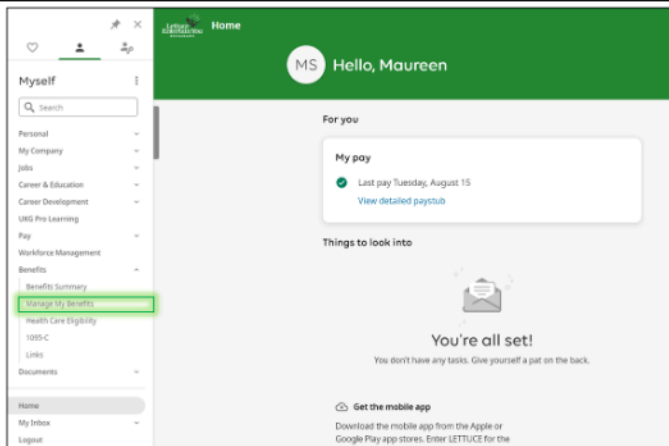 Lettuce
Entertain You
RESTAURANTS
Home
MS
Hello, Maureen
Myself
Search
Personal
My Company
Jobs
Career & Education
Career Development
UKG Pro Learning
Pay
Workforce Management
Benefits
Benefits Summary
Manage My Benefits
Health Care Eligibility
1095-C
Links
Documents
Home
My Inbox
Logout
For you
My pay
Last pay Tuesday, August 15
View detailed paystub
Things to look into
You're all set!
You don't have any tasks. Give yourself a pat on the back.
Get the mobile app
Download the mobile app from the Apple or
Google Play app stores. Enter LETTUCE for the